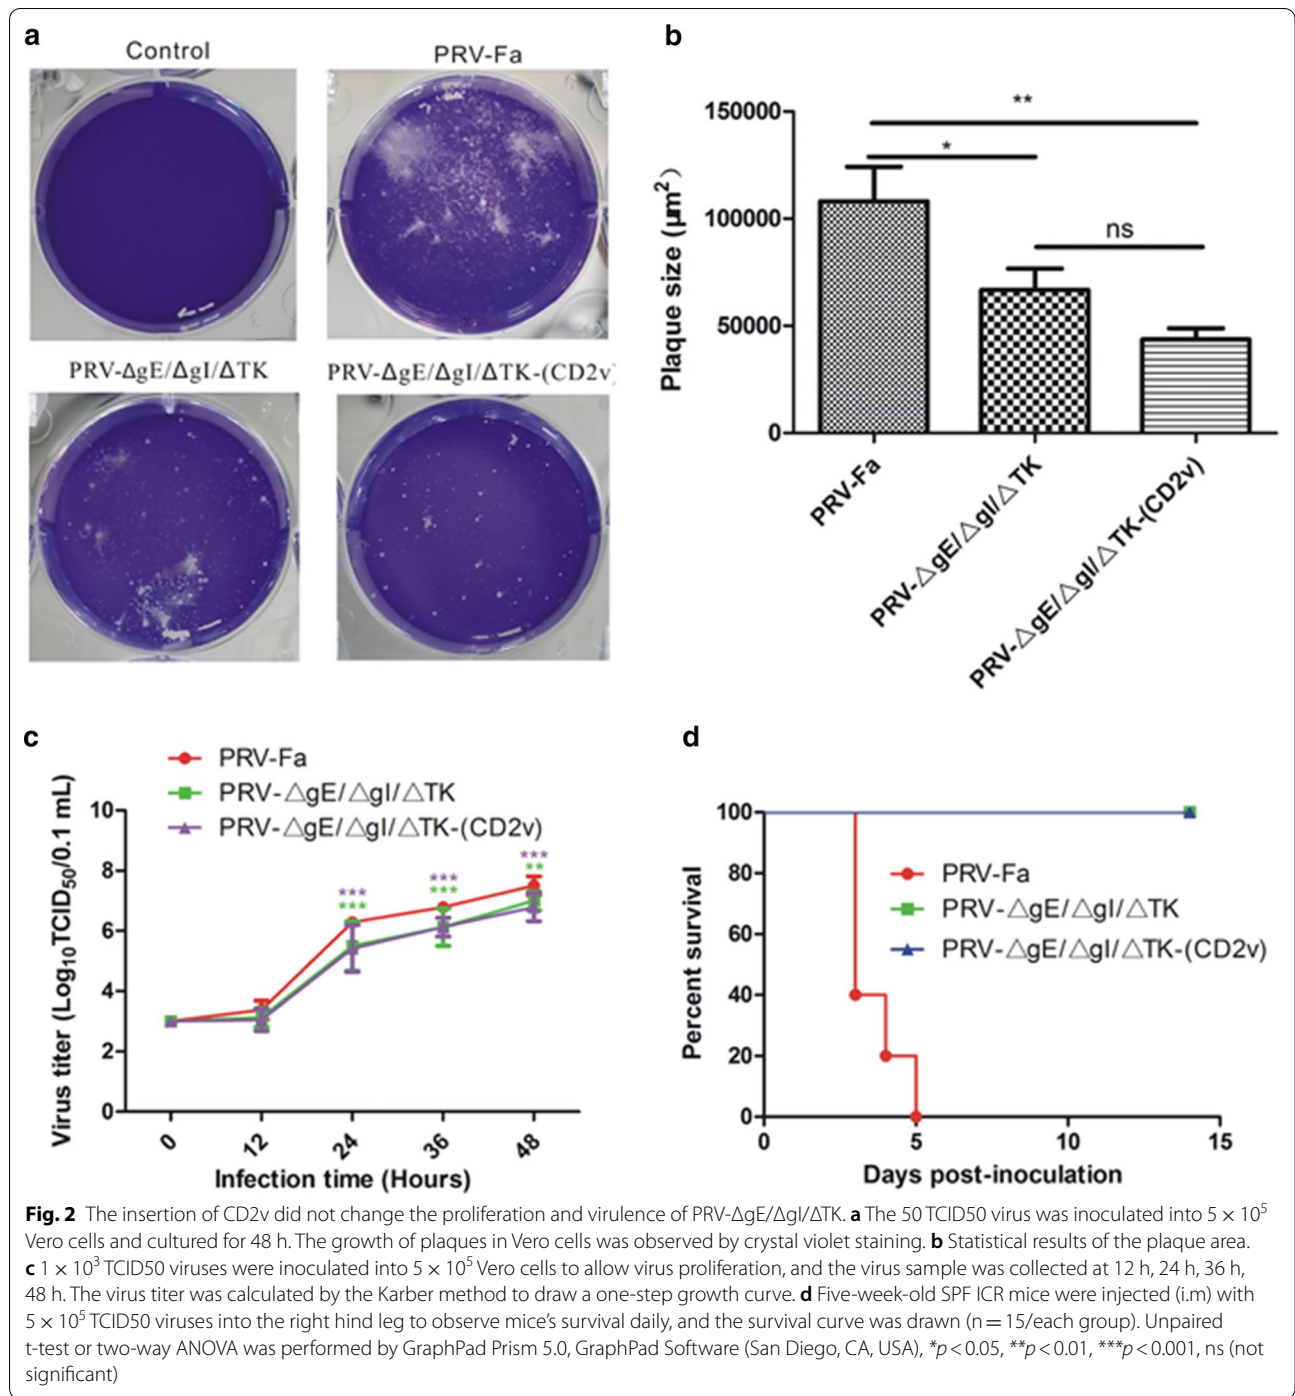 a
Control
PRV-Fa
PRV-ΔgE/ΔgI/ΔTK
PRV-ΔgE/ΔgI/ΔTK-(CD2v)
b
**
*
ns
150000
100000
50000
0
Plaque size (µm²)
PRV-Fa
PRV-△gE/△gI/△TK
PRV-△gE/△gI/△TK-(CD2v)
c
PRV-Fa
PRV-△gE/△gI/△TK
PRV-△gE/△gI/△TK-(CD2v)
Virus titer (Log₁₀TCID₅₀/0.1 mL)
10
8
6
4
2
0
***
***
***
***
***
**
0
12
24
36
48
Infection time (Hours)
d
Percent survival
100
80
60
40
20
0
PRV-Fa
PRV-△gE/△gI/△TK
PRV-△gE/△gI/△TK-(CD2v)
0
5
10
15
Days post-inoculation
Fig. 2 The insertion of CD2v did not change the proliferation and virulence of PRV-ΔgE/ΔgI/ΔTK. a The 50 TCID50 virus was inoculated into 5 × 10⁵
Vero cells and cultured for 48 h. The growth of plaques in Vero cells was observed by crystal violet staining. b Statistical results of the plaque area.
c 1 × 10³ TCID50 viruses were inoculated into 5 × 10⁵ Vero cells to allow virus proliferation, and the virus sample was collected at 12 h, 24 h, 36 h,
48 h. The virus titer was calculated by the Karber method to draw a one-step growth curve. d Five-week-old SPF ICR mice were injected (i.m) with
5 × 10⁵ TCID50 viruses into the right hind leg to observe mice's survival daily, and the survival curve was drawn (n = 15/each group). Unpaired
t-test or two-way ANOVA was performed by GraphPad Prism 5.0, GraphPad Software (San Diego, CA, USA), *p < 0.05, **p < 0.01, ***p < 0.001, ns (not
significant)